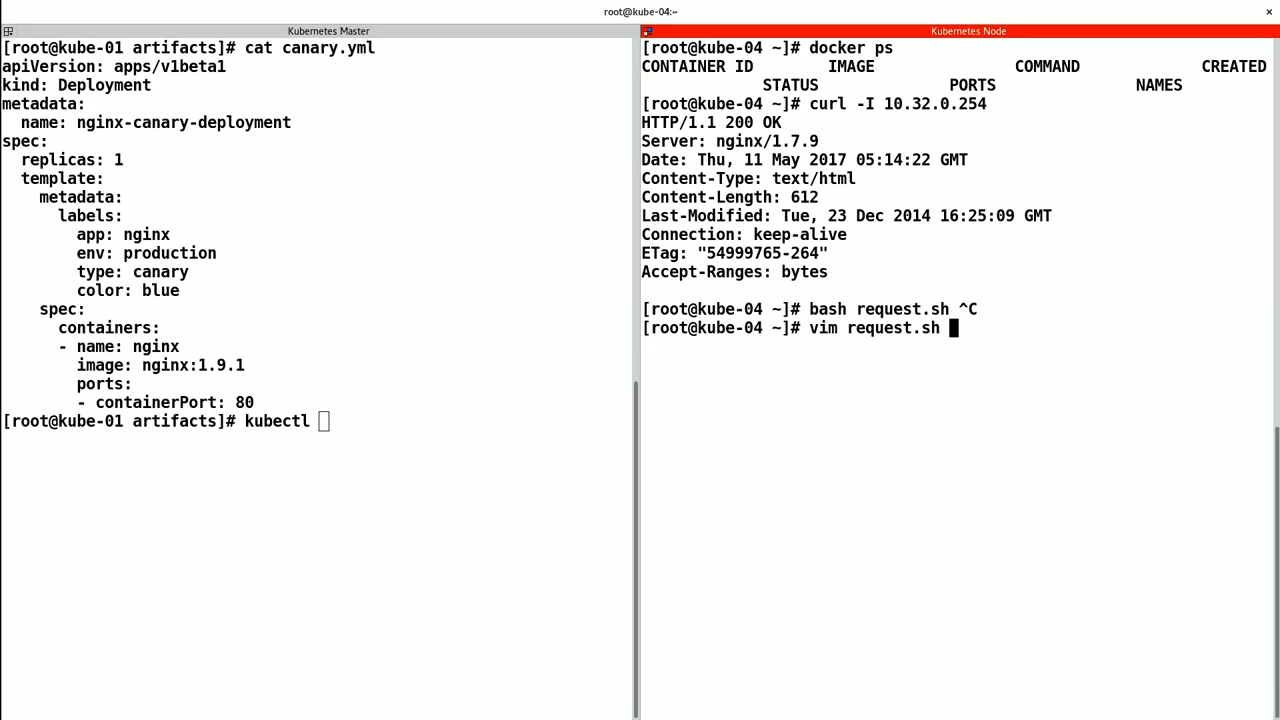 root@kube-04:~
Kubernetes Master
[root@kube-01 artifacts]# cat canary.yml
apiVersion: apps/v1beta1
kind: Deployment
metadata:
  name: nginx-canary-deployment
spec:
  replicas: 1
  template:
    metadata:
      labels:
        app: nginx
        env: production
        type: canary
        color: blue
    spec:
      containers:
      - name: nginx
        image: nginx:1.9.1
        ports:
        - containerPort: 80
[root@kube-01 artifacts]# kubectl
Kubernetes Node
[root@kube-04 ~]# docker ps
CONTAINER ID        IMAGE               COMMAND             CREATED
             STATUS              PORTS               NAMES
[root@kube-04 ~]# curl -I 10.32.0.254
HTTP/1.1 200 OK
Server: nginx/1.7.9
Date: Thu, 11 May 2017 05:14:22 GMT
Content-Type: text/html
Content-Length: 612
Last-Modified: Tue, 23 Dec 2014 16:25:09 GMT
Connection: keep-alive
ETag: "54999765-264"
Accept-Ranges: bytes
[root@kube-04 ~]# bash request.sh ^C
[root@kube-04 ~]# vim request.sh